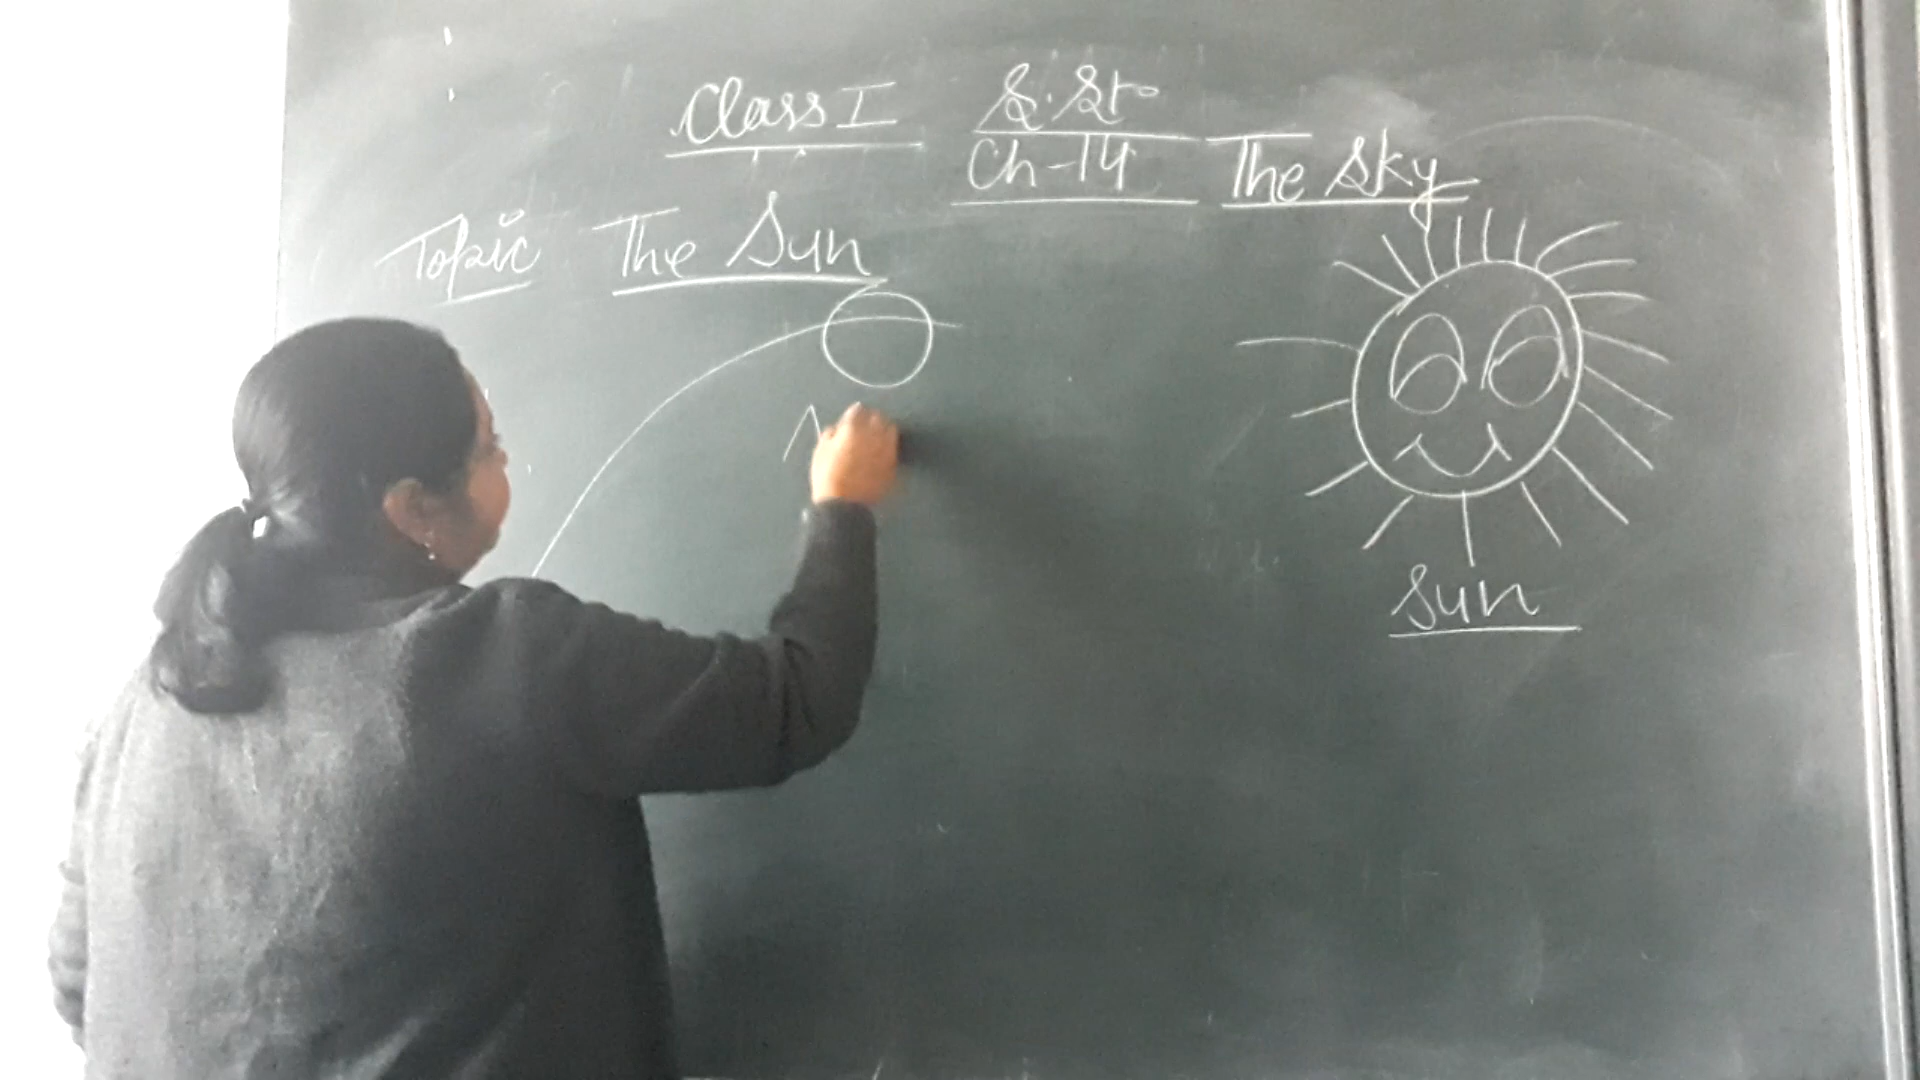 Class I S.St
Ch-14 The Sky
Topic The Sun
Sun